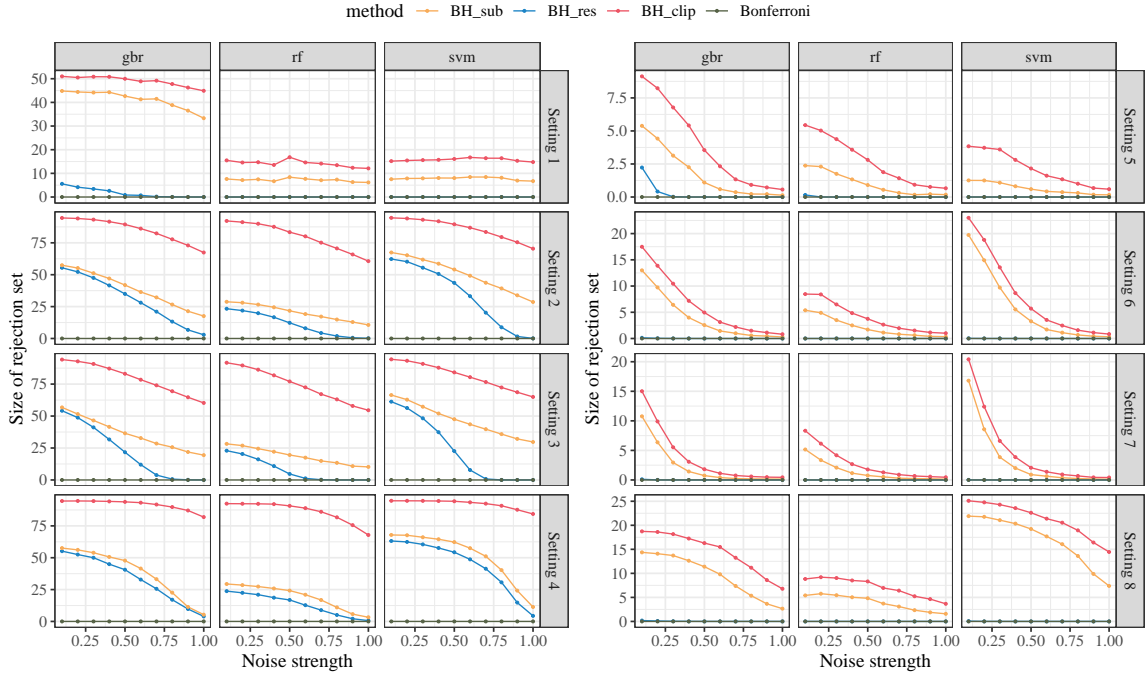 method BH_sub BH_res BH_clip Bonferroni
gbr rf svm
Size of rejection set
50
40
30
20
10
0
Setting 1
75
50
25
0
Setting 2
75
50
25
0
Setting 3
75
50
25
0
Setting 4
0.25 0.50 0.75 1.00 0.25 0.50 0.75 1.00 0.25 0.50 0.75 1.00
Noise strength
gbr rf svm
Size of rejection set
7.5
5.0
2.5
0.0
Setting 5
20
15
10
5
0
Setting 6
20
15
10
5
0
Setting 7
25
20
15
10
5
0
Setting 8
0.25 0.50 0.75 1.00 0.25 0.50 0.75 1.00 0.25 0.50 0.75 1.00
Noise strength